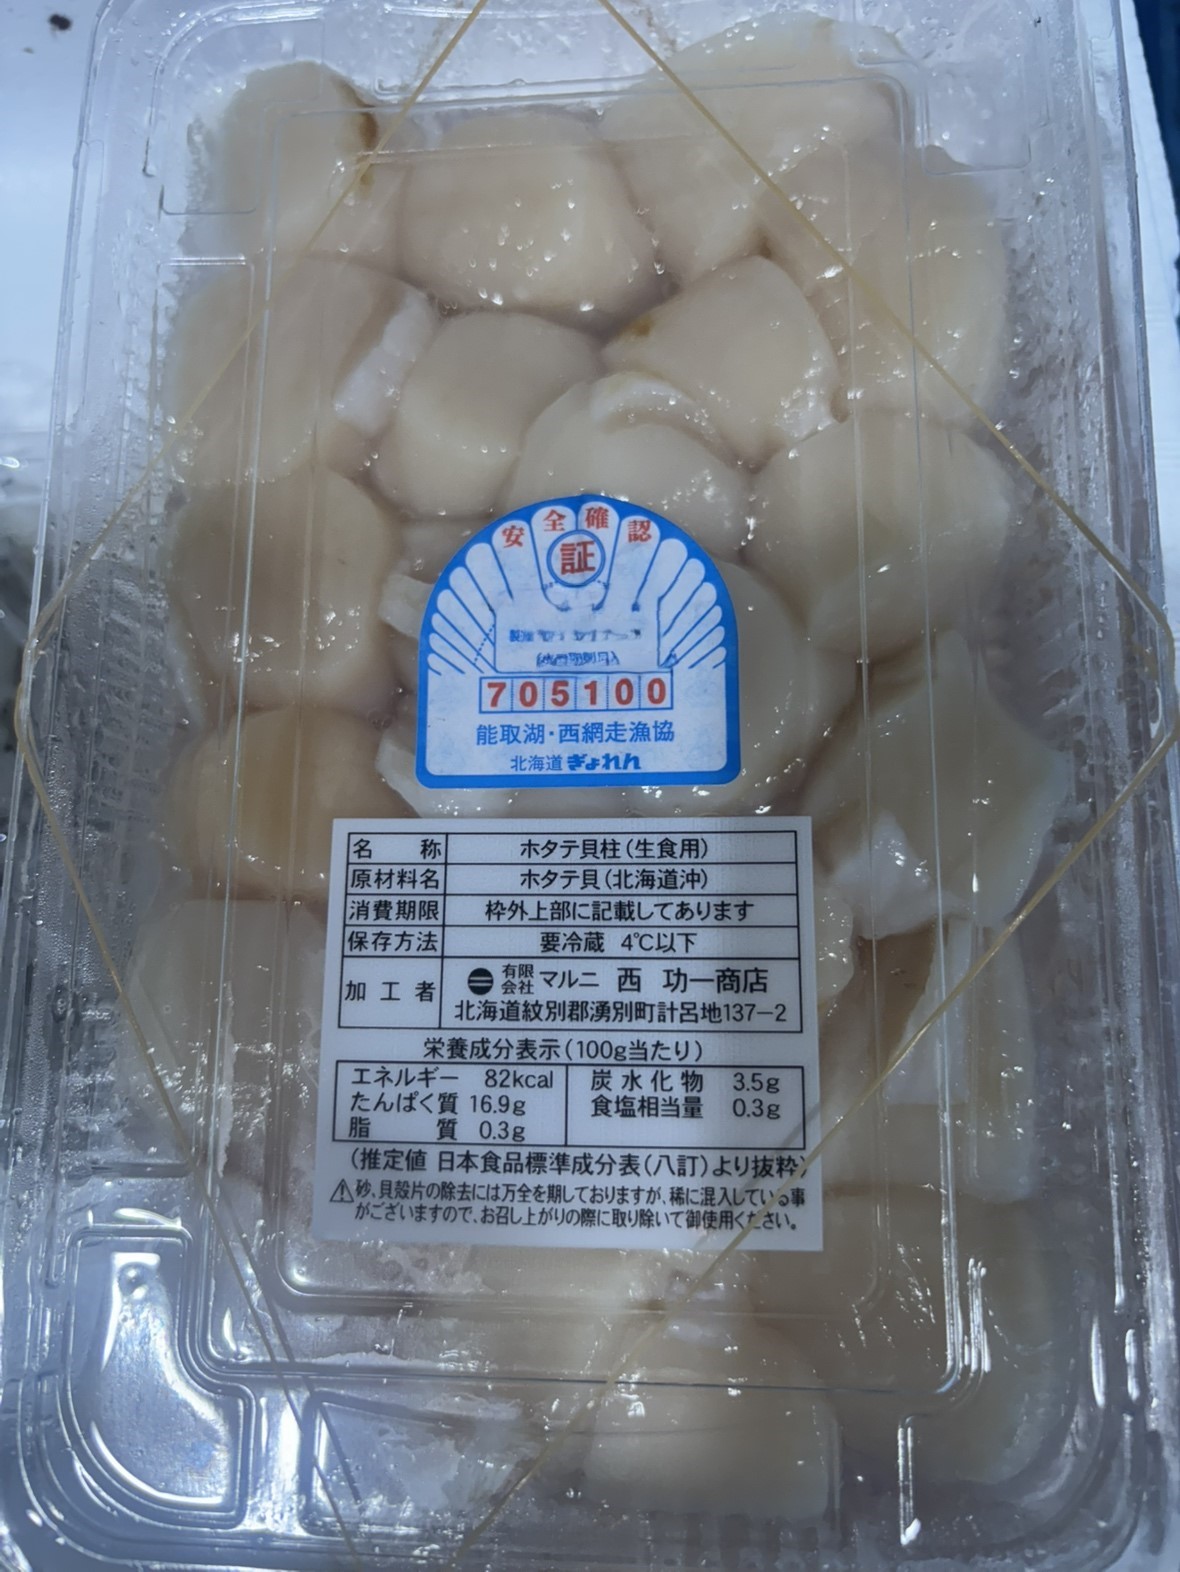 安全確認
証
705100
能取湖・西網走漁協
北海道ぎょれん
名称 ホタテ貝柱(生食用)
原材料名 ホタテ貝(北海道沖)
消費期限 枠外上部に記載してあります
保存方法 要冷蔵 4℃以下
加工者 有限会社 マルニ 西 功一商店
北海道紋別郡湧別町計呂地137-2
栄養成分表示(100g当たり)
エネルギー 82kcal 炭水化物 3.5g
たんぱく質 16.9g 食塩相当量 0.3g
脂質 0.3g
(推定値 日本食品標準成分表(八訂)より抜粋)
⚠砂、貝殻片の除去には万全を期しておりますが、稀に混入している事
がございますので、お召し上がりの際に取り除いて御使用ください。